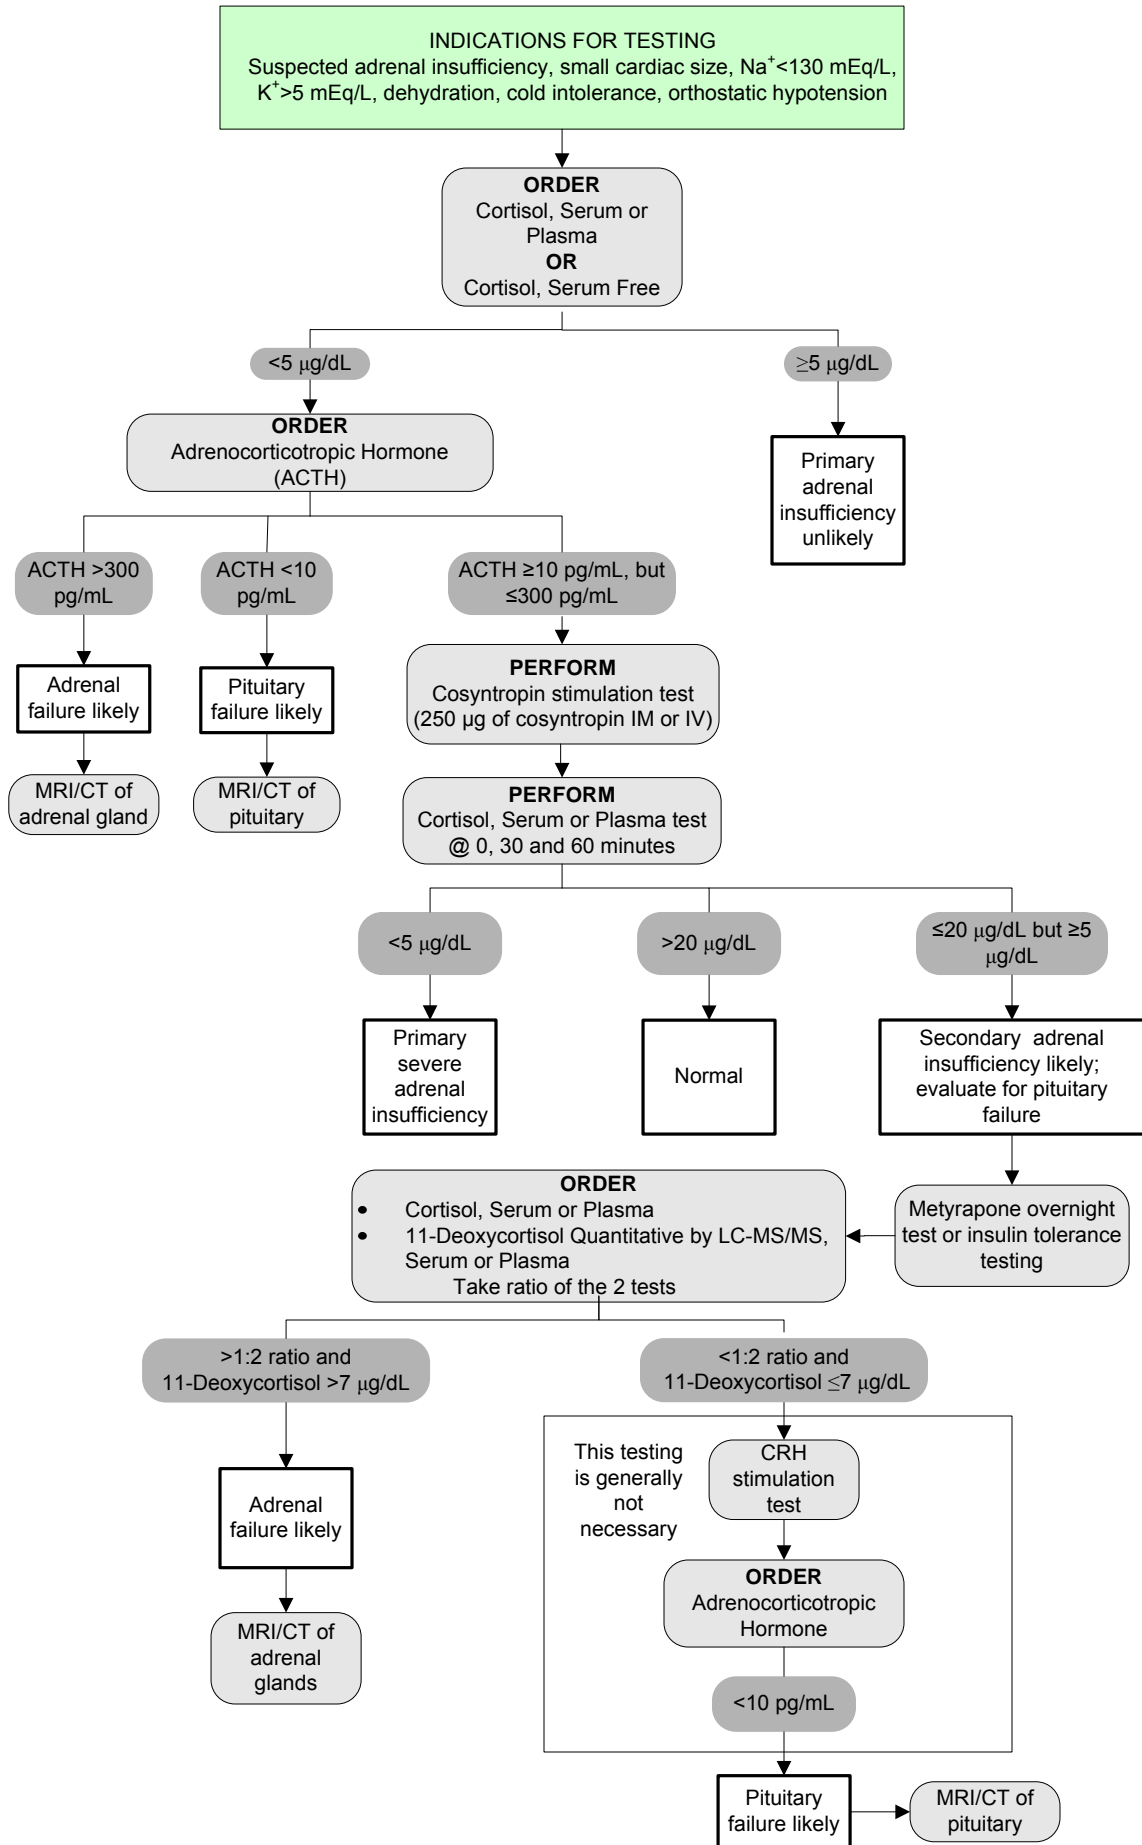 INDICATIONS FOR TESTING
Suspected adrenal insufficiency, small cardiac size, Na⁺<130 mEq/L,
K⁺>5 mEq/L, dehydration, cold intolerance, orthostatic hypotension
ORDER
Cortisol, Serum or
Plasma
OR
Cortisol, Serum Free
<5 μg/dL
≥5 μg/dL
ORDER
Adrenocorticotropic Hormone
(ACTH)
Primary
adrenal
insufficiency
unlikely
ACTH >300
pg/mL
ACTH <10
pg/mL
ACTH ≥10 pg/mL, but
≤300 pg/mL
Adrenal
failure likely
Pituitary
failure likely
PERFORM
Cosyntropin stimulation test
(250 μg of cosyntropin IM or IV)
MRI/CT of
adrenal gland
MRI/CT of
pituitary
PERFORM
Cortisol, Serum or Plasma test
@ 0, 30 and 60 minutes
<5 μg/dL
>20 μg/dL
≤20 μg/dL but ≥5
μg/dL
Primary
severe
adrenal
insufficiency
Normal
Secondary adrenal
insufficiency likely;
evaluate for pituitary
failure
ORDER
• Cortisol, Serum or Plasma
• 11-Deoxycortisol Quantitative by LC-MS/MS,
Serum or Plasma
Take ratio of the 2 tests
Metyrapone overnight
test or insulin tolerance
testing
>1:2 ratio and
11-Deoxycortisol >7 μg/dL
<1:2 ratio and
11-Deoxycortisol ≤7 μg/dL
This testing
is generally
not
necessary
CRH
stimulation
test
Adrenal
failure likely
ORDER
Adrenocorticotropic
Hormone
MRI/CT of
adrenal
glands
<10 pg/mL
Pituitary
failure likely
MRI/CT of
pituitary